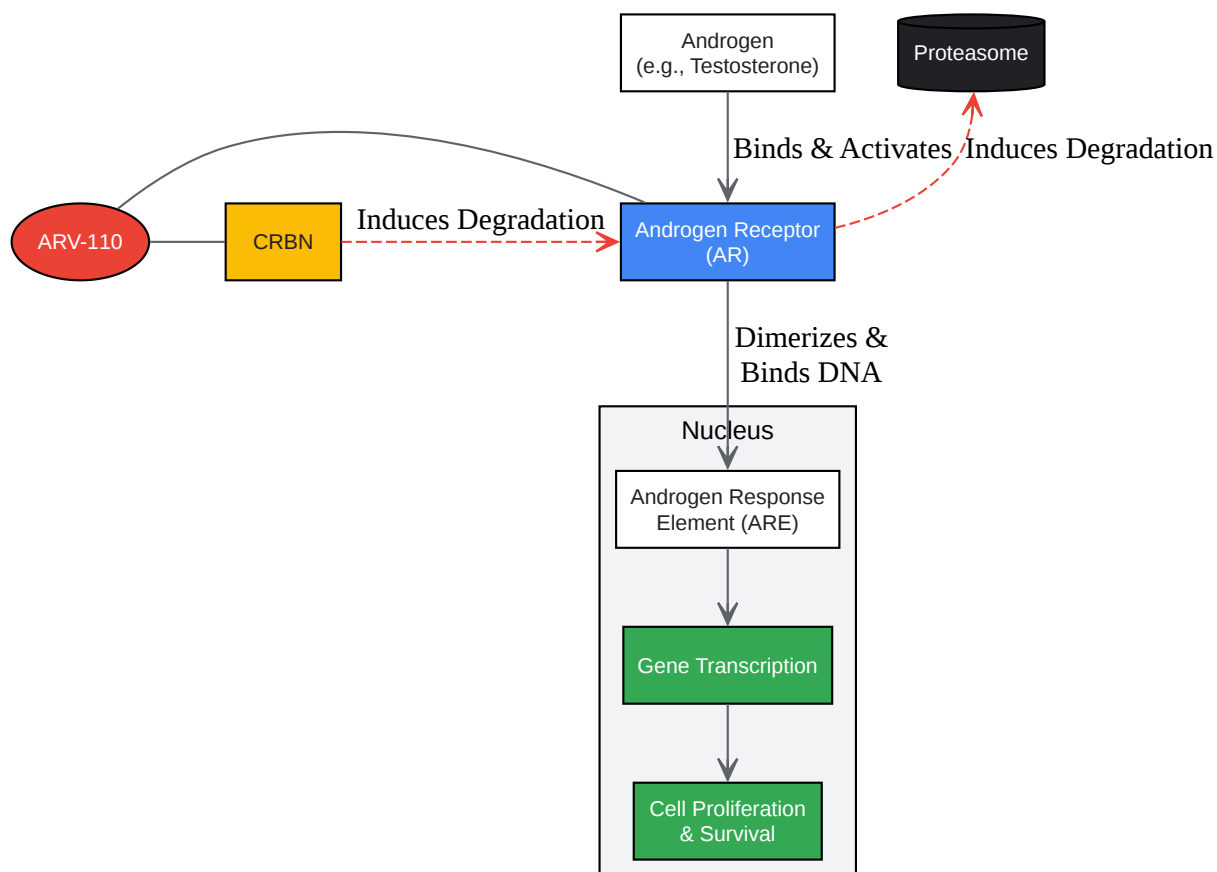 Androgen
(e.g., Testosterone)
Proteasome
Binds & Activates
Induces Degradation
Induces Degradation
ARV-110
CRBN
Androgen Receptor
(AR)
Dimerizes &
Binds DNA
Nucleus
Androgen Response
Element (ARE)
Gene Transcription
Cell Proliferation
& Survival